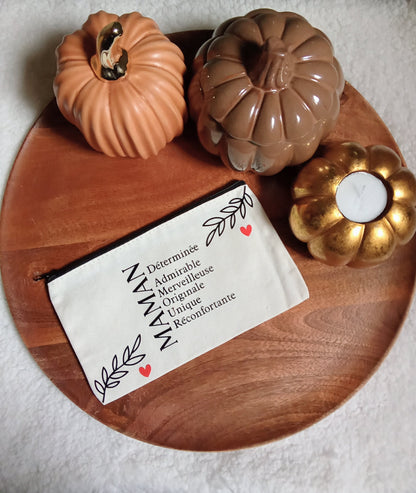 MAMAN
Déterminée
Admirable
Merveilleuse
Originale
Unique
Réconfortante